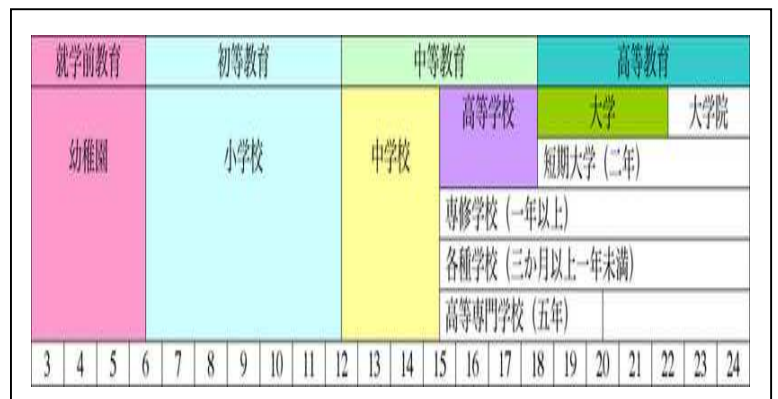 就学前教育 初等教育 中等教育 高等教育
高等学校 大学 大学院
幼稚園 小学校 中学校 短期大学（二年）
専修学校（一年以上）
各種学校（三か月以上一年未満）
高等専門学校（五年）
3 4 5 6 7 8 9 10 11 12 13 14 15 16 17 18 19 20 21 22 23 24